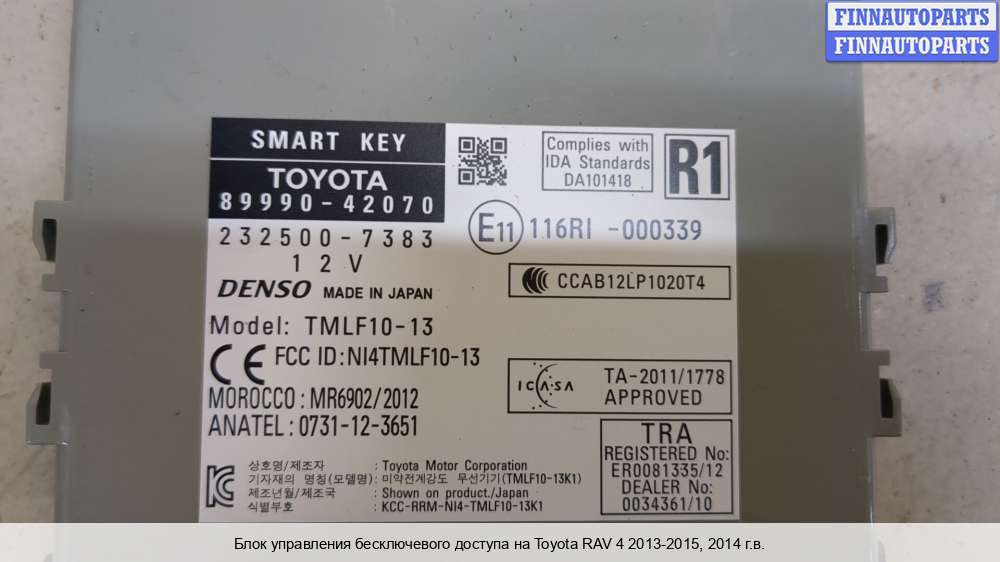 FINNAUTOPARTS
FINNAUTOPARTS
SMART KEY
TOYOTA
89990-42070
232500-7383
12V
DENSO MADE IN JAPAN
Model: TMLF10-13
CE FCC ID:NI4TMLF10-13
MOROCCO : MR6902/2012
ANATEL : 0731-12-3651
Complies with
IDA Standards
DA101418
R1
E11 116RI -000339
CCAB12LP1020T4
ICASA
TA-2011/1778
APPROVED
TRA
REGISTERED No:
ER0081335/12
DEALER No:
0034361/10
상호명/제조자 : Toyota Motor Corporation
기자재의 명칭(모델명) : 미약전계강도 무선기기(TMLF10-13K1)
제조년월/제조국 : Shown on product./Japan
식별부호 : KCC-RRM-NI4-TMLF10-13K1
Блок управления бесключевого доступа на Toyota RAV 4 2013-2015, 2014 г.в.